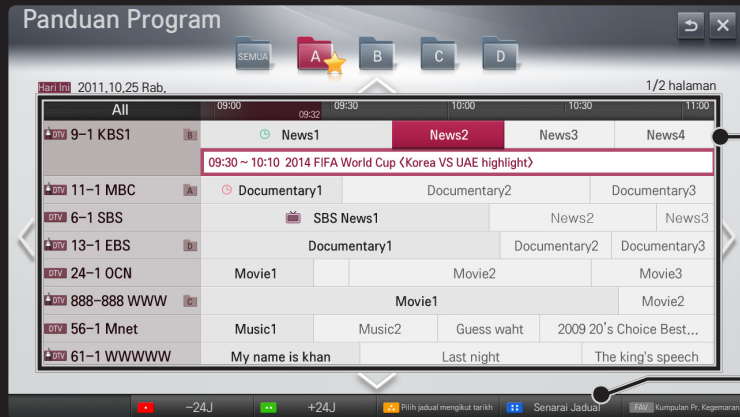 Panduan Program
SEMUA A B C D
Hari Ini 2011.10.25 Rab. 1/2 halaman
All 09:00 09:32 09:30 10:00 10:30 11:00
DTV 9-1 KBS1 B News1 News2 News3 News4
09:30 ~ 10:10 2014 FIFA World Cup 〈Korea VS UAE highlight〉
DTV 11-1 MBC A Documentary1 Documentary2 Documentary3
DTV 6-1 SBS SBS News1 News2 News3
DTV 13-1 EBS D Documentary1 Documentary2 Documentary3
DTV 24-1 OCN Movie1 Movie2 Movie3
DTV 888-888 WWW C Movie1 Movie2
DTV 56-1 Mnet Music1 Music2 Guess waht 2009 20's Choice Best...
DTV 61-1 WWWWW My name is khan Last night The king's speech
-24J +24J Pilih jadual mengikut tarikh Senarai Jadual FAV Kumpulan Pr, Kegemaran